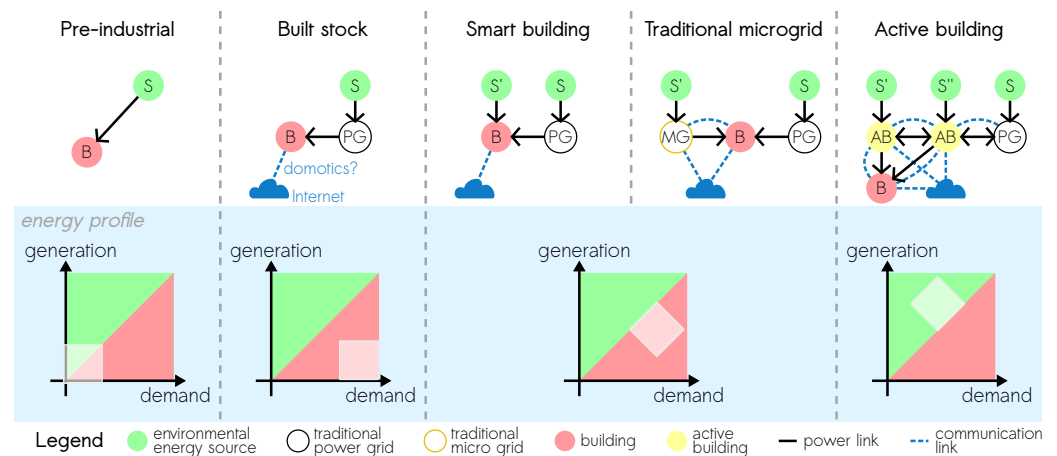 Pre-industrial
Built stock
Smart building
Traditional microgrid
Active building
S
B
S
B
PG
domotics?
Internet
S'
S
B
PG
S'
S
MG
B
PG
S'
S''
S
AB
AB
PG
B
energy profile
generation
demand
generation
demand
generation
demand
generation
demand
Legend
environmental
energy source
traditional
power grid
traditional
micro grid
building
active
building
power link
communication
link